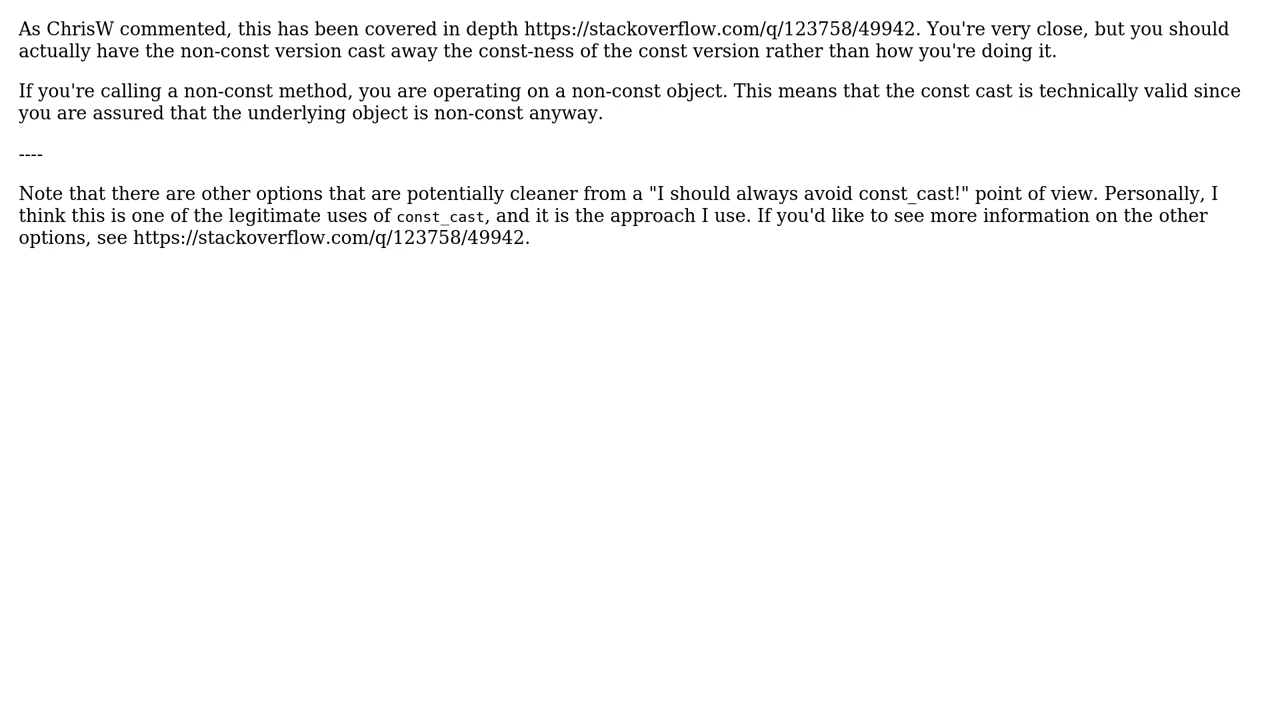 As ChrisW commented, this has been covered in depth https://stackoverflow.com/q/123758/49942. You're very close, but you should
actually have the non-const version cast away the const-ness of the const version rather than how you're doing it.
If you're calling a non-const method, you are operating on a non-const object. This means that the const cast is technically valid since
you are assured that the underlying object is non-const anyway.
----
Note that there are other options that are potentially cleaner from a "I should always avoid const_cast!" point of view. Personally, I
think this is one of the legitimate uses of const_cast, and it is the approach I use. If you'd like to see more information on the other
options, see https://stackoverflow.com/q/123758/49942.